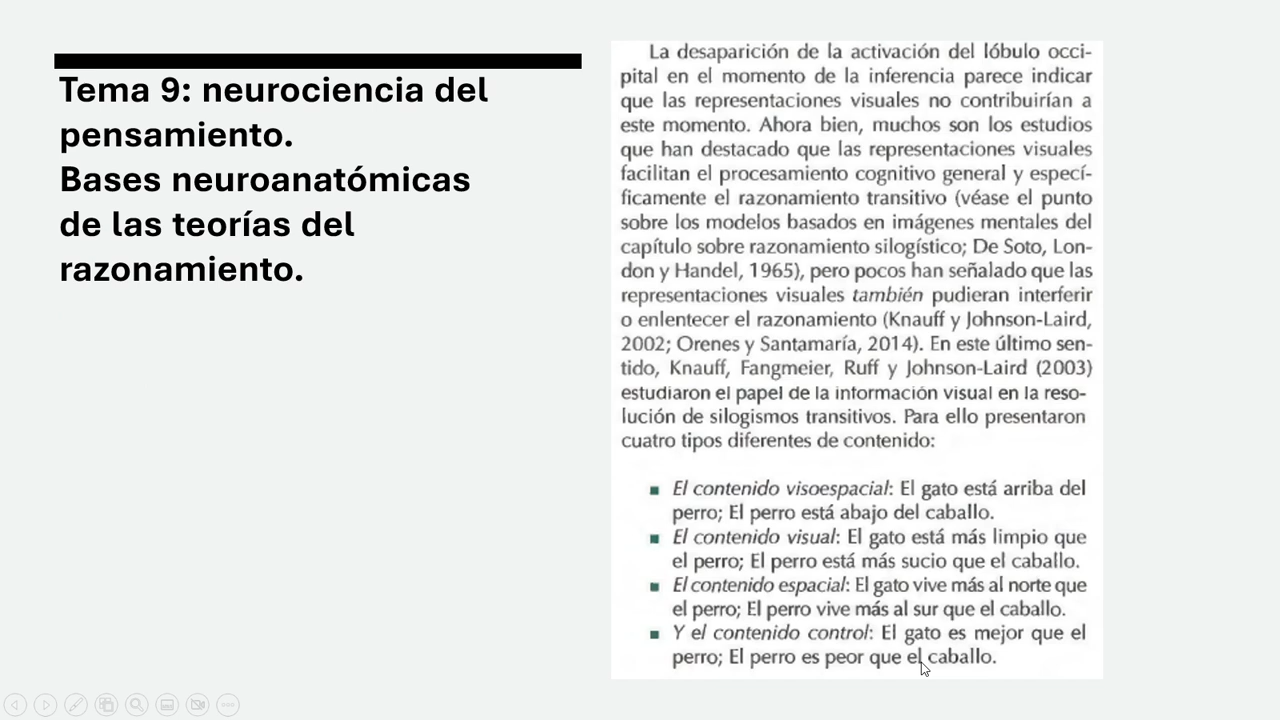 Tema 9: neurociencia del
pensamiento.
Bases neuroanatómicas
de las teorías del
razonamiento.
La desaparición de la activación del lóbulo occi-
pital en el momento de la inferencia parece indicar
que las representaciones visuales no contribuirían a
este momento. Ahora bien, muchos son los estudios
que han destacado que las representaciones visuales
facilitan el procesamiento cognitivo general y especí-
ficamente el razonamiento transitivo (véase el punto
sobre los modelos basados en imágenes mentales del
capítulo sobre razonamiento silogístico; De Soto, Lon-
don y Handel, 1965), pero pocos han señalado que las
representaciones visuales también pudieran interferir
o enlentecer el razonamiento (Knauff y Johnson-Laird,
2002; Orenes y Santamaría, 2014). En este último sen-
tido, Knauff, Fangmeier, Ruff y Johnson-Laird (2003)
estudiaron el papel de la información visual en la reso-
lución de silogismos transitivos. Para ello presentaron
cuatro tipos diferentes de contenido:
▪ El contenido visoespacial: El gato está arriba del
perro; El perro está abajo del caballo.
▪ El contenido visual: El gato está más limpio que
el perro; El perro está más sucio que el caballo.
▪ El contenido espacial: El gato vive más al norte que
el perro; El perro vive más al sur que el caballo.
▪ Y el contenido control: El gato es mejor que el
perro; El perro es peor que el caballo.